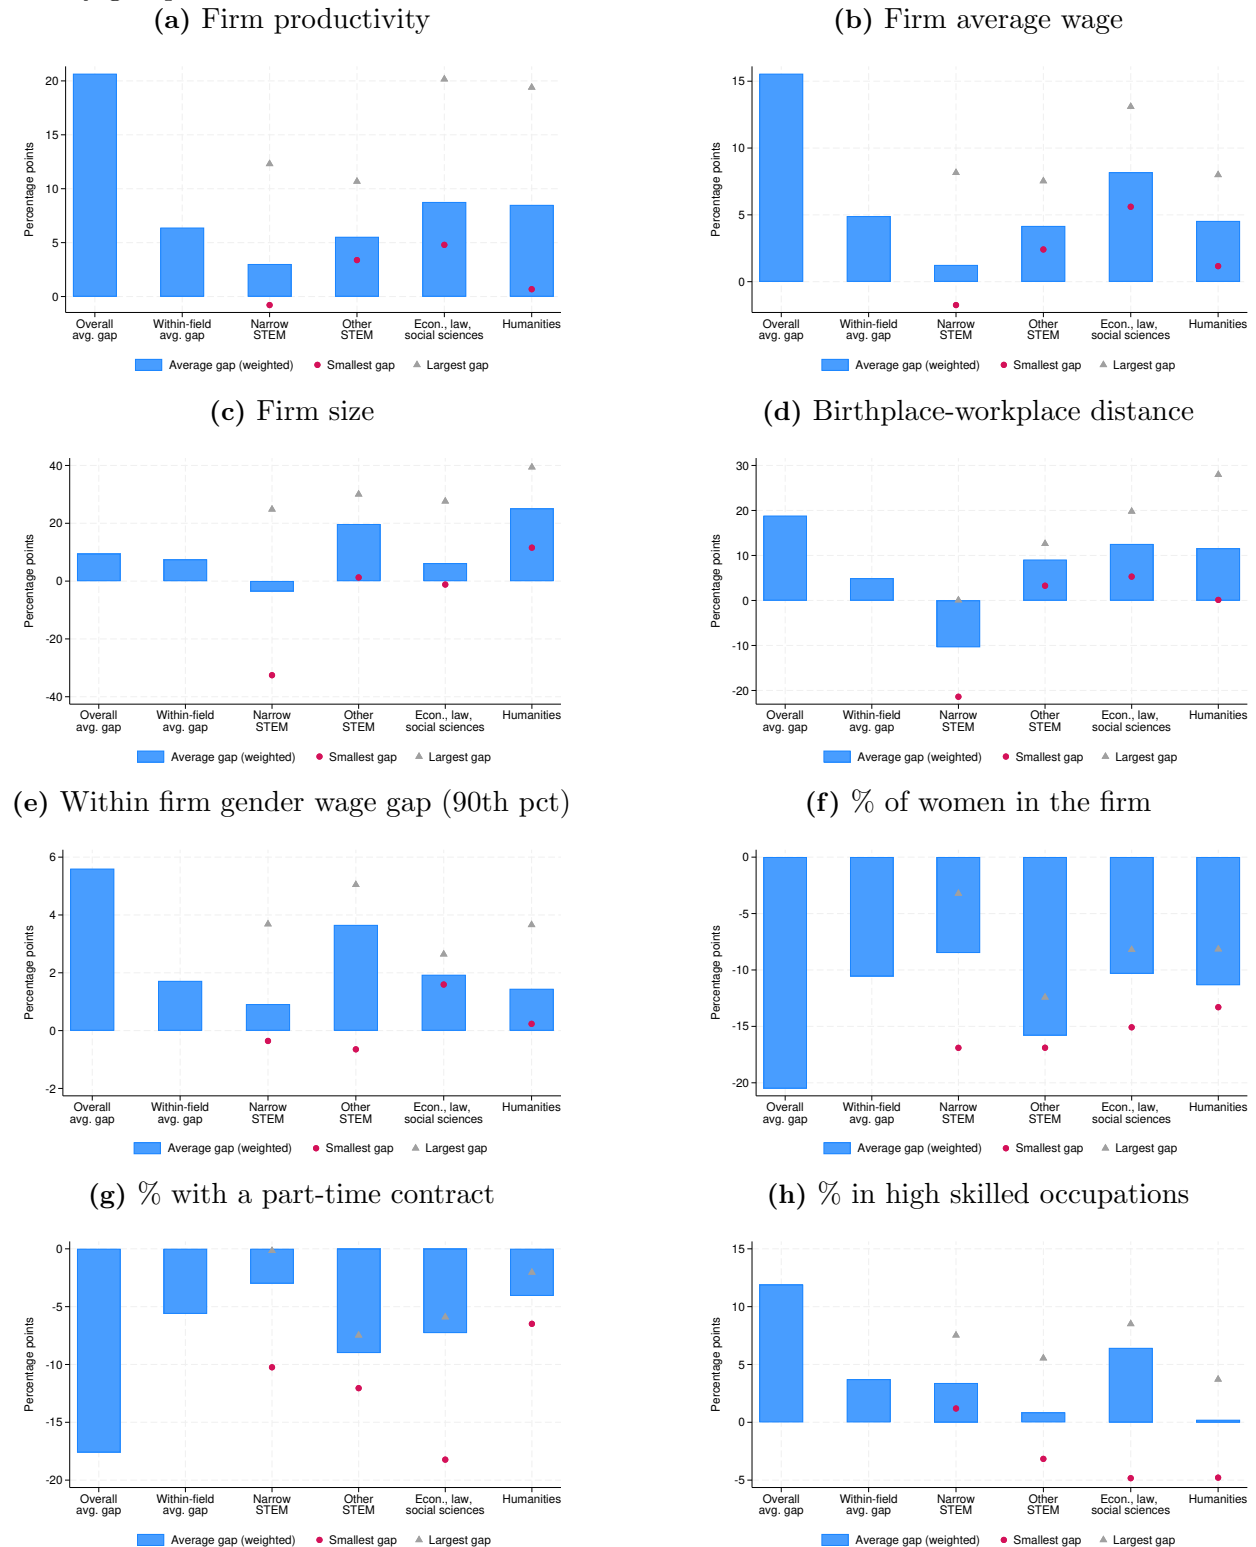 (a) Firm productivity
Percentage points
20
15
10
5
0
Overall avg. gap
Within-field avg. gap
Narrow STEM
Other STEM
Econ., law, social sciences
Humanities
Average gap (weighted) Smallest gap Largest gap
(b) Firm average wage
Percentage points
15
10
5
0
Overall avg. gap
Within-field avg. gap
Narrow STEM
Other STEM
Econ., law, social sciences
Humanities
Average gap (weighted) Smallest gap Largest gap
(c) Firm size
Percentage points
40
20
0
-20
-40
Overall avg. gap
Within-field avg. gap
Narrow STEM
Other STEM
Econ., law, social sciences
Humanities
Average gap (weighted) Smallest gap Largest gap
(d) Birthplace-workplace distance
Percentage points
30
20
10
0
-10
-20
Overall avg. gap
Within-field avg. gap
Narrow STEM
Other STEM
Econ., law, social sciences
Humanities
Average gap (weighted) Smallest gap Largest gap
(e) Within firm gender wage gap (90th pct)
Percentage points
6
4
2
0
-2
Overall avg. gap
Within-field avg. gap
Narrow STEM
Other STEM
Econ., law, social sciences
Humanities
Average gap (weighted) Smallest gap Largest gap
(f) % of women in the firm
Percentage points
0
-5
-10
-15
-20
Overall avg. gap
Within-field avg. gap
Narrow STEM
Other STEM
Econ., law, social sciences
Humanities
Average gap (weighted) Smallest gap Largest gap
(g) % with a part-time contract
Percentage points
0
-5
-10
-15
-20
Overall avg. gap
Within-field avg. gap
Narrow STEM
Other STEM
Econ., law, social sciences
Humanities
Average gap (weighted) Smallest gap Largest gap
(h) % in high skilled occupations
Percentage points
15
10
5
0
-5
Overall avg. gap
Within-field avg. gap
Narrow STEM
Other STEM
Econ., law, social sciences
Humanities
Average gap (weighted) Smallest gap Largest gap